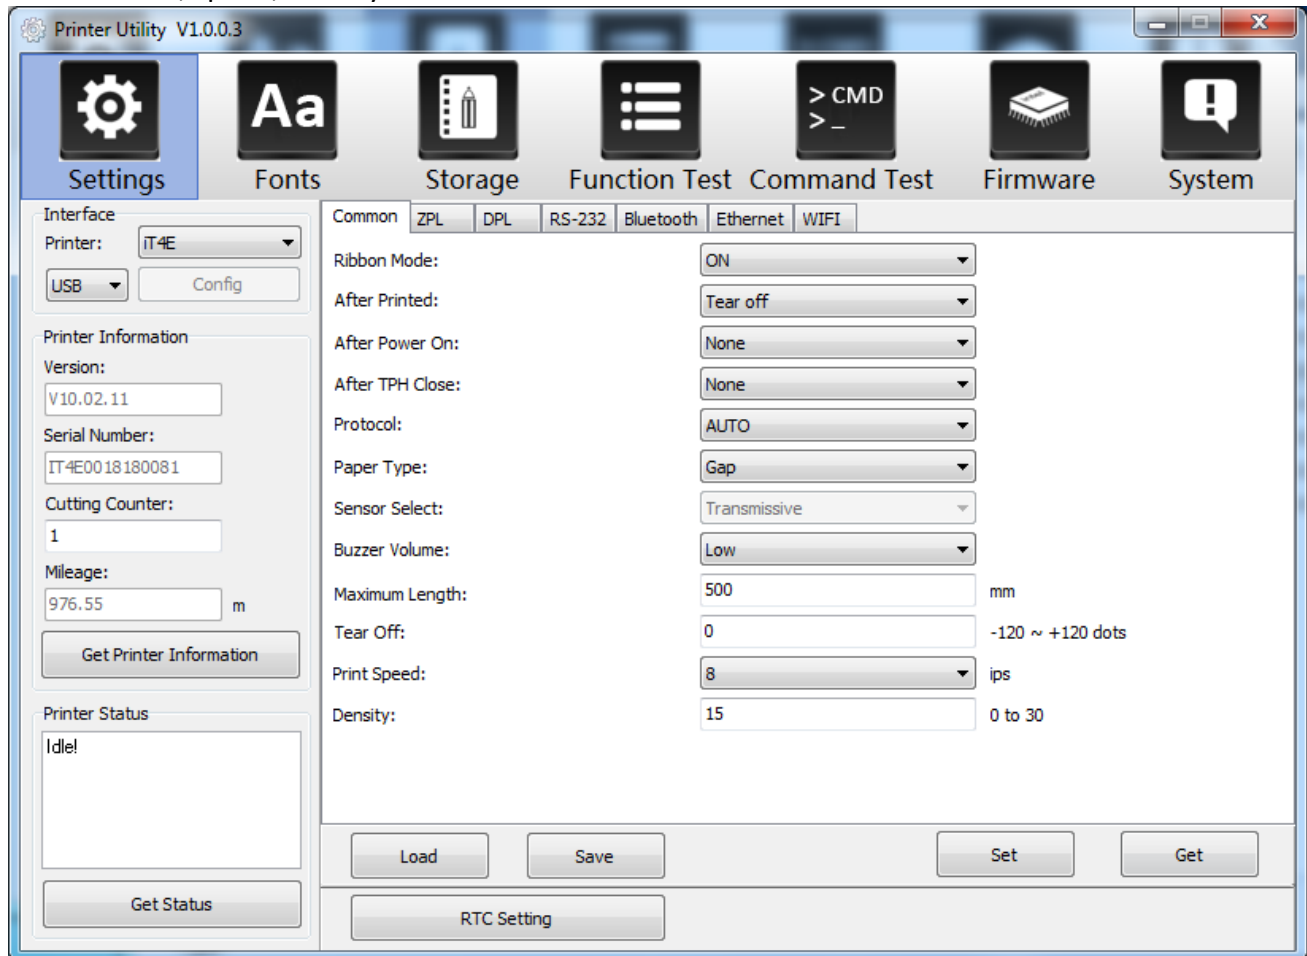 Printer Utility V1.0.0.3
Aa
> CMD
>_
Settings
Fonts
Storage
Function Test
Command Test
Firmware
System
Interface
Printer:
iT4E
USB
Config
Printer Information
Version:
V10.02.11
Serial Number:
IT4E0018180081
Cutting Counter:
1
Mileage:
976.55 m
Get Printer Information
Printer Status
Idle!
Get Status
Common
ZPL
DPL
RS-232
Bluetooth
Ethernet
WIFI
Ribbon Mode: ON
After Printed: Tear off
After Power On: None
After TPH Close: None
Protocol: AUTO
Paper Type: Gap
Sensor Select: Transmissive
Buzzer Volume: Low
Maximum Length: 500 mm
Tear Off: 0 -120 ~ +120 dots
Print Speed: 8 ips
Density: 15 0 to 30
Load
Save
Set
Get
RTC Setting